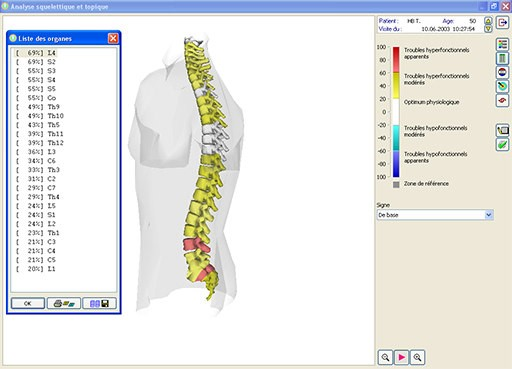 Analyse squelettique et topique
Patient: HB T. Age: 50
Visite du: 10.06.2003 10:27:54
Liste des organes
[ 69%] L4
[ 69%] S2
[ 55%] S3
[ 55%] S4
[ 55%] S5
[ 55%] Co
[ 49%] Th9
[ 49%] Th10
[ 43%] Th5
[ 39%] Th11
[ 39%] Th12
[ 36%] L3
[ 34%] C6
[ 33%] Th3
[ 31%] C2
[ 29%] C7
[ 29%] Th4
[ 24%] L5
[ 24%] S1
[ 24%] L2
[ 23%] Th1
[ 21%] C3
[ 21%] C4
[ 21%] C5
[ 20%] L1
OK
100
80
60
40
20
0
-20
-40
-60
-80
100
Troubles hyperfonctionnels
apparents
Troubles hyperfonctionnels
modérés
Optimum physiologique
Troubles hypofonctionnels
modérés
Troubles hypofonctionnels
apparents
Zone de référence
Signe
De base